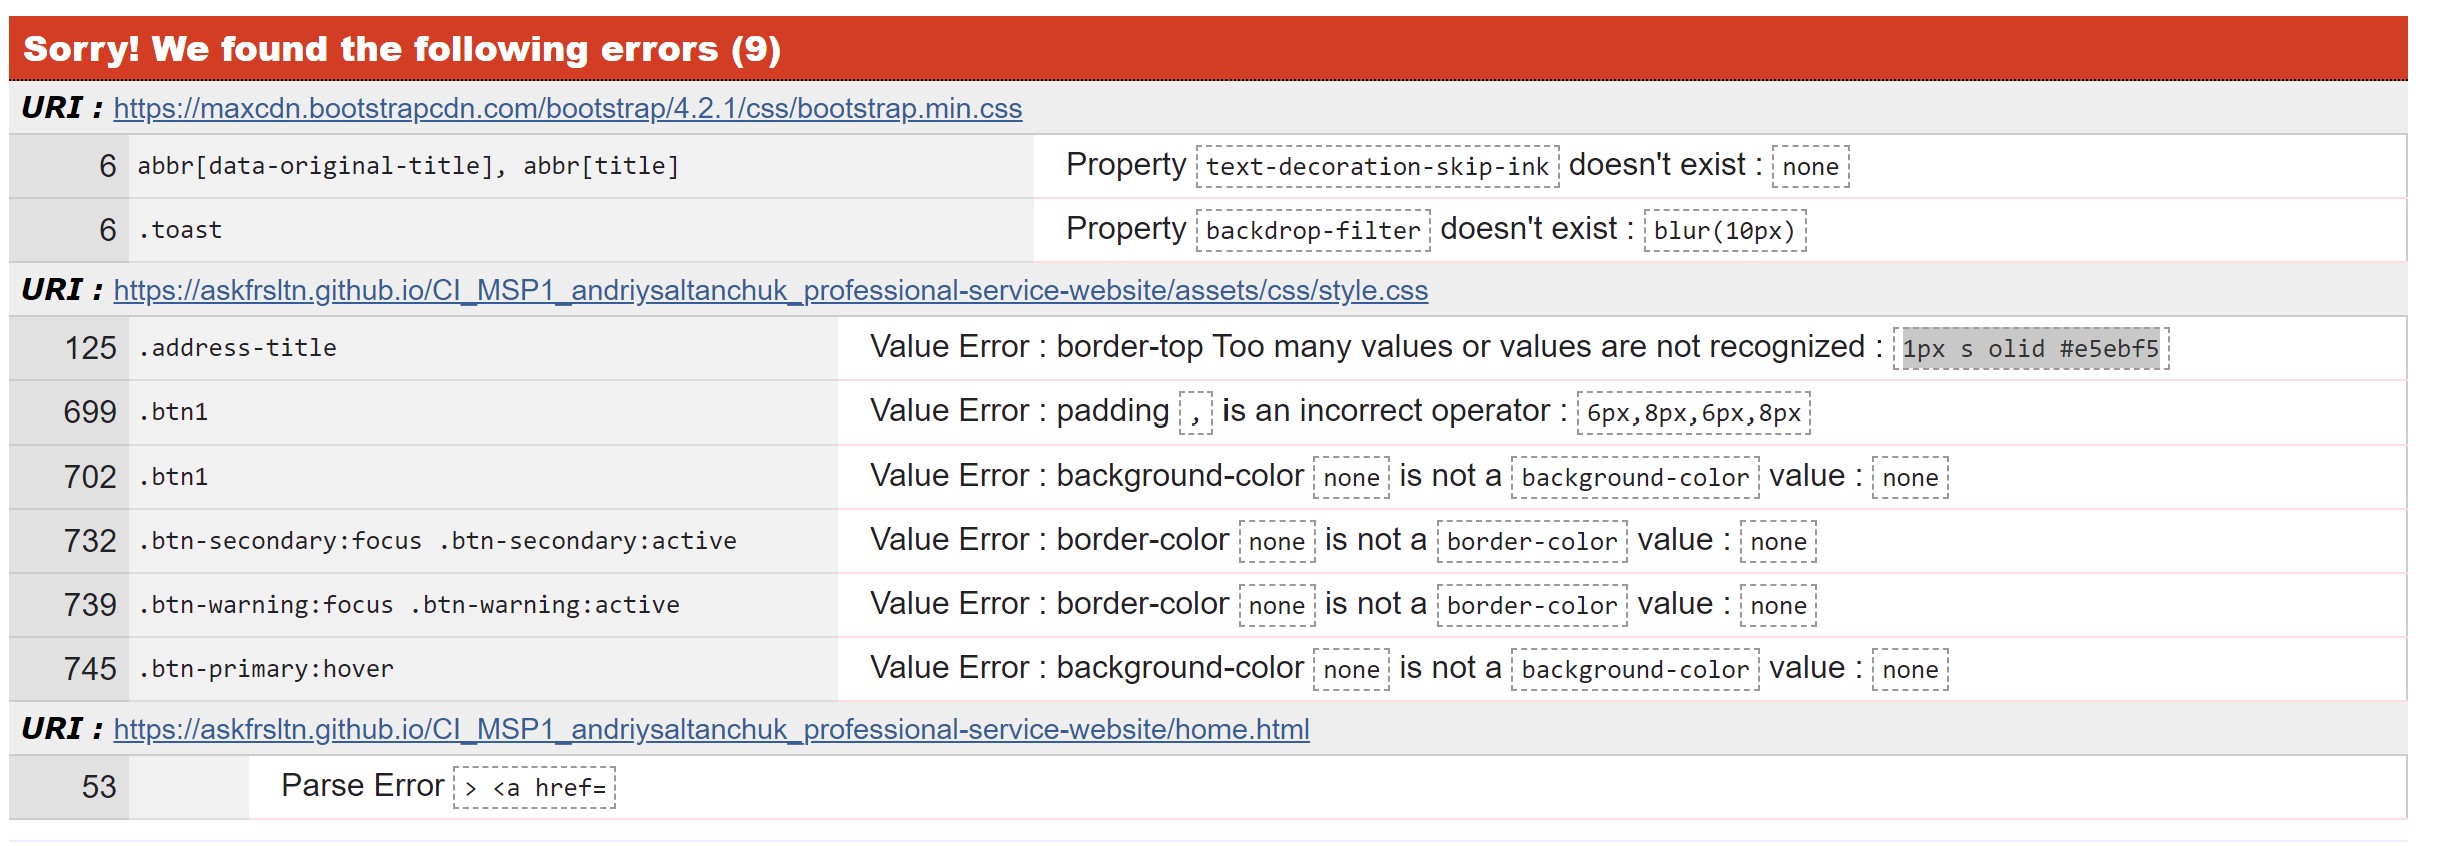 Sorry! We found the following errors (9)
URI : https://maxcdn.bootstrapcdn.com/bootstrap/4.2.1/css/bootstrap.min.css
6 abbr[data-original-title], abbr[title] Property text-decoration-skip-ink doesn't exist : none
6 .toast Property backdrop-filter doesn't exist : blur(10px)
URI : https://askfrsltn.github.io/CI_MSP1_andriysaltanchuk_professional-service-website/assets/css/style.css
125 .address-title Value Error : border-top Too many values or values are not recognized : 1px s olid #e5ebf5
699 .btn1 Value Error : padding , is an incorrect operator : 6px,8px,6px,8px
702 .btn1 Value Error : background-color none is not a background-color value : none
732 .btn-secondary:focus .btn-secondary:active Value Error : border-color none is not a border-color value : none
739 .btn-warning:focus .btn-warning:active Value Error : border-color none is not a border-color value : none
745 .btn-primary:hover Value Error : background-color none is not a background-color value : none
URI : https://askfrsltn.github.io/CI_MSP1_andriysaltanchuk_professional-service-website/home.html
53 Parse Error > <a href=